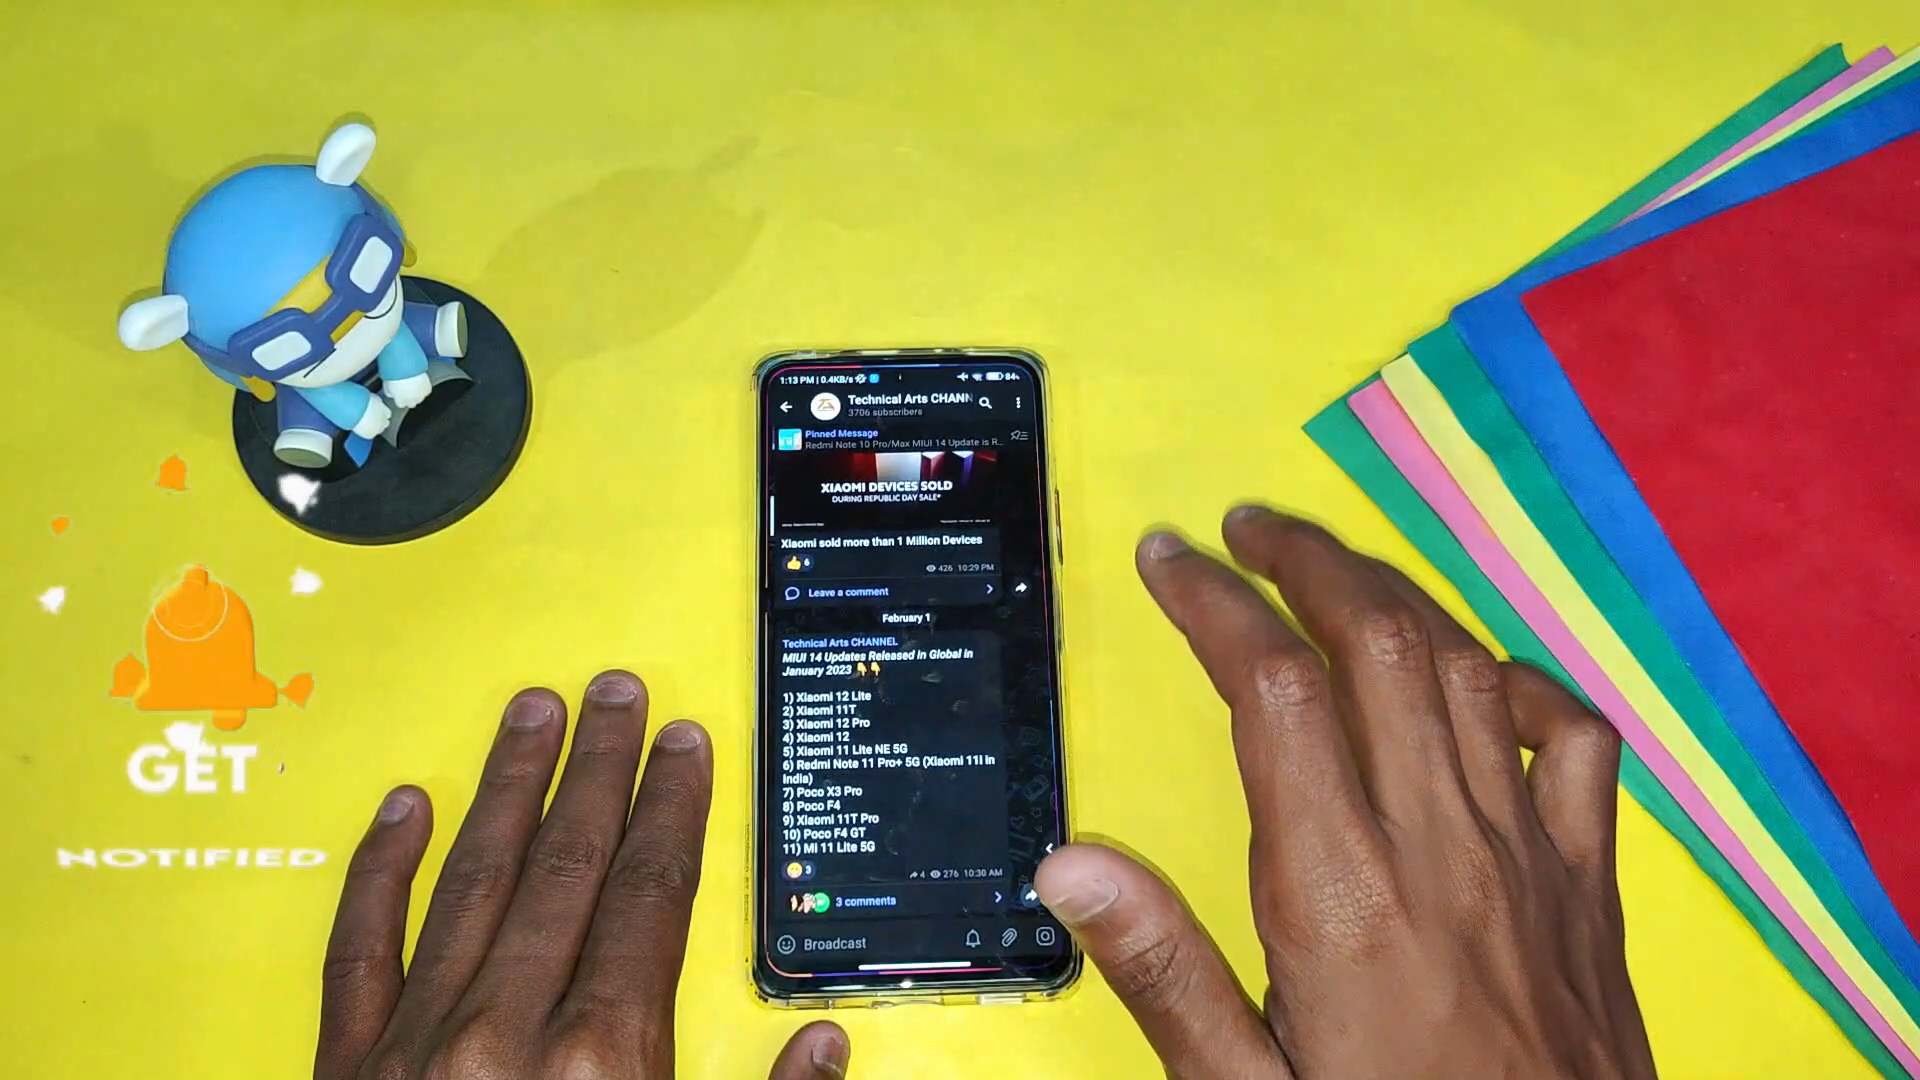 1:13 PM | 0.4KB/s
84
Technical Arts CHANN
3706 subscribers
Pinned Message
Redmi Note 10 Pro/Max MIUI 14 Update is R...
XIAOMI DEVICES SOLD
DURING REPUBLIC DAY SALE*
Xiaomi sold more than 1 Million Devices
👍 6
426 10:29 PM
Leave a comment
February 1
Technical Arts CHANNEL
MIUI 14 Updates Released in Global in
January 2023 👇👇
1) Xiaomi 12 Lite
2) Xiaomi 11T
3) Xiaomi 12 Pro
4) Xiaomi 12
5) Xiaomi 11 Lite NE 5G
6) Redmi Note 11 Pro+ 5G (Xiaomi 11i in
India)
7) Poco X3 Pro
8) Poco F4
9) Xiaomi 11T Pro
10) Poco F4 GT
11) Mi 11 Lite 5G
3
4 276 10:30 AM
3 comments
Broadcast
GET
NOTIFIED